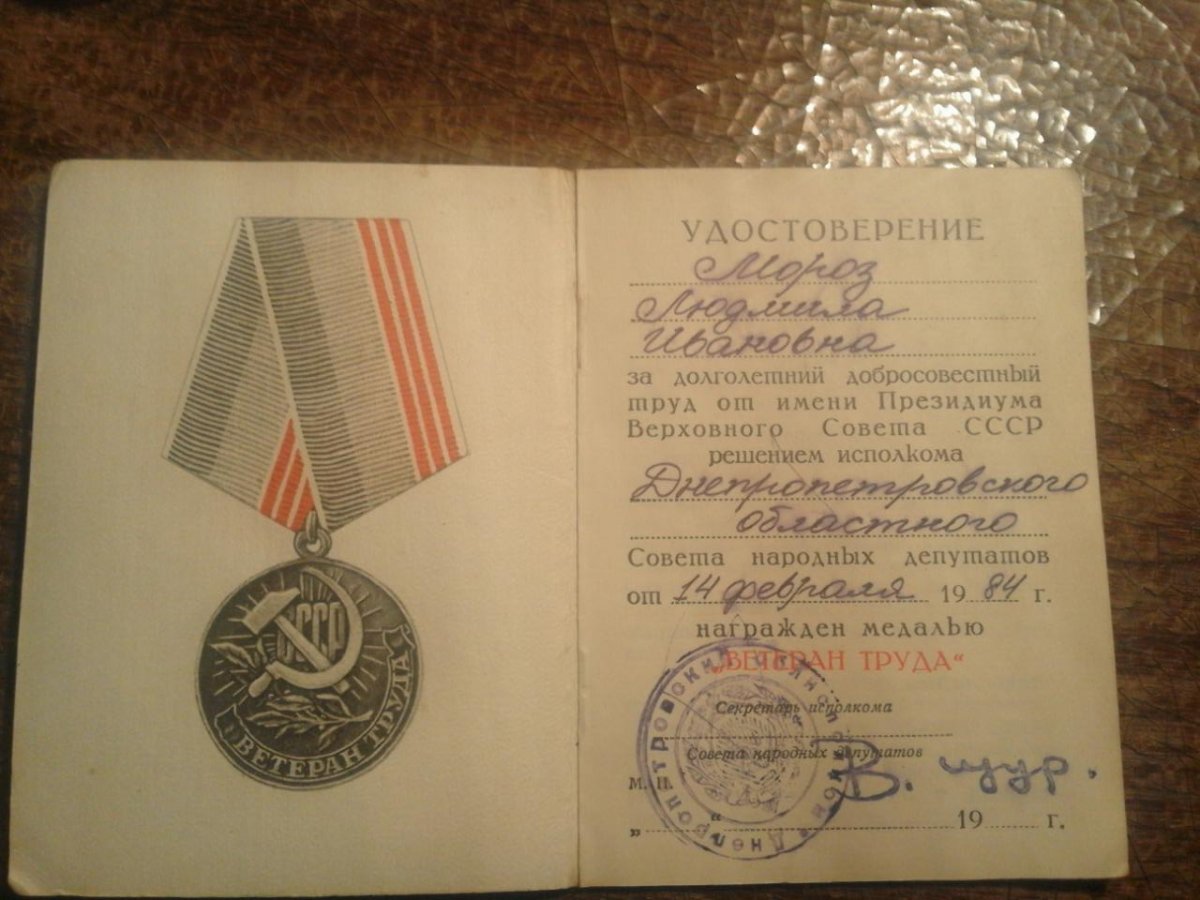 СССР
ВЕТЕРАН ТРУДА
УДОСТОВЕРЕНИЕ
Мороз
Людмила
Ивановна
за долголетний добросовестный
труд от имени Президиума
Верховного Совета СССР
решением исполкома
Днепропетровского
областного
Совета народных депутатов
от 14 февраля 1984 г.
награжден медалью
„ВЕТЕРАН ТРУДА“
Секретарь исполкома
Совета народных депутатов
В. Щур.
М. П.
„ “ 19 г.